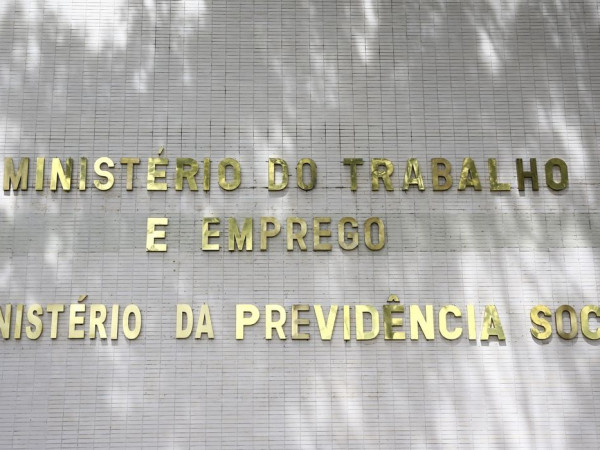 MINISTÉRIO DO TRABALHO
E EMPREGO
NISTÉRIO DA PREVIDÊNCIA SOC